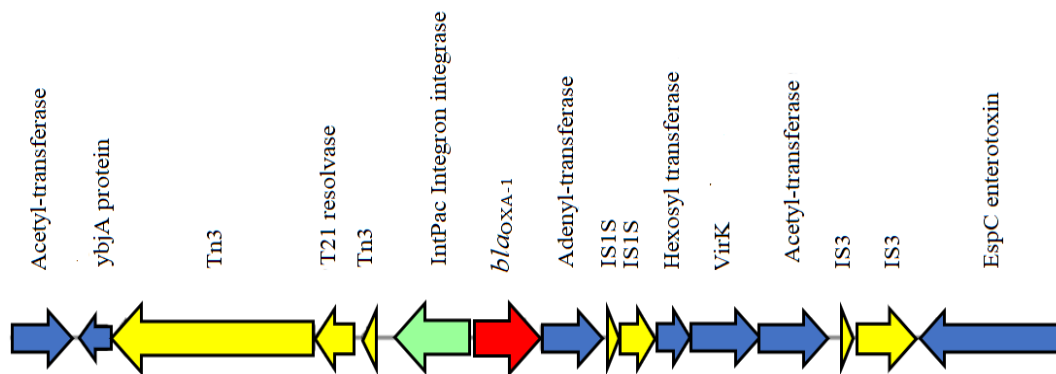 Acetyl-transferase
ybjA protein
Tn3
T21 resolvase
Tn3
IntPac Integron integrase
blaOXA-1
Adenyl-transferase
IS1S
IS1S
Hexosyl transferase
VirK
Acetyl-transferase
IS3
IS3
EspC enterotoxin